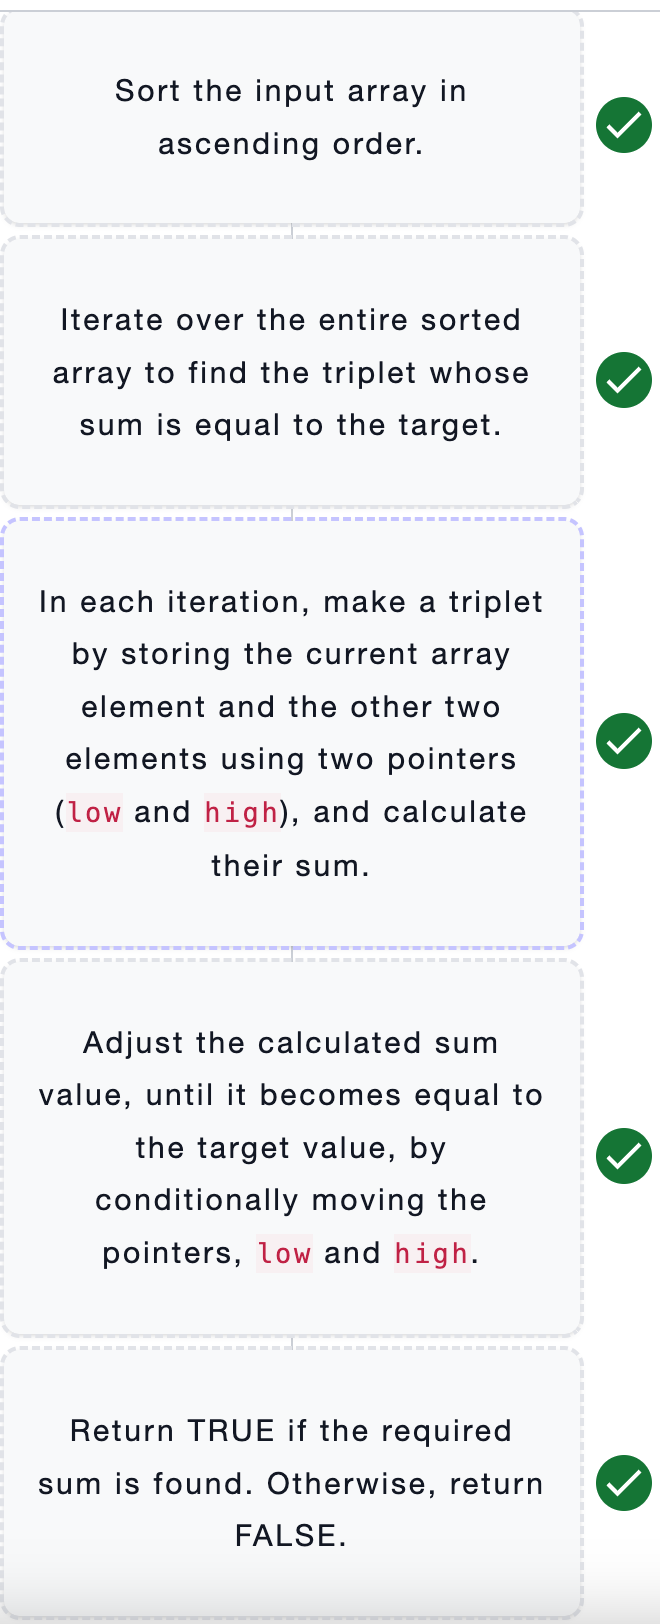 Sort the input array in
ascending order.
Iterate over the entire sorted
array to find the triplet whose
sum is equal to the target.
In each iteration, make a triplet
by storing the current array
element and the other two
elements using two pointers
(low and high), and calculate
their sum.
Adjust the calculated sum
value, until it becomes equal to
the target value, by
conditionally moving the
pointers, low and high.
Return TRUE if the required
sum is found. Otherwise, return
FALSE.